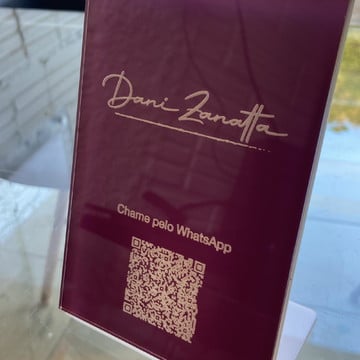 Dani Zanatta
Chame pelo WhatsApp